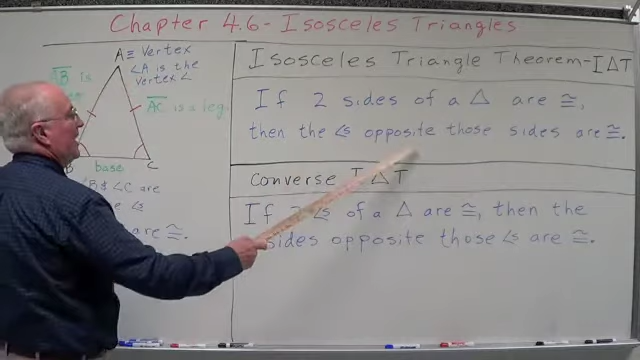 Chapter 4.6- Isosceles Triangles
A ≡ Vertex
∠A is the
vertex ∠
AB is
AC is a leg.
B base C
∠B & ∠C are
∠s
are ≅.
Isosceles Triangle Theorem-I△T
If 2 sides of a △ are ≅,
then the ∠s opposite those sides are ≅.
Converse I△T
If 2 ∠s of a △ are ≅, then the
sides opposite those ∠s are ≅.